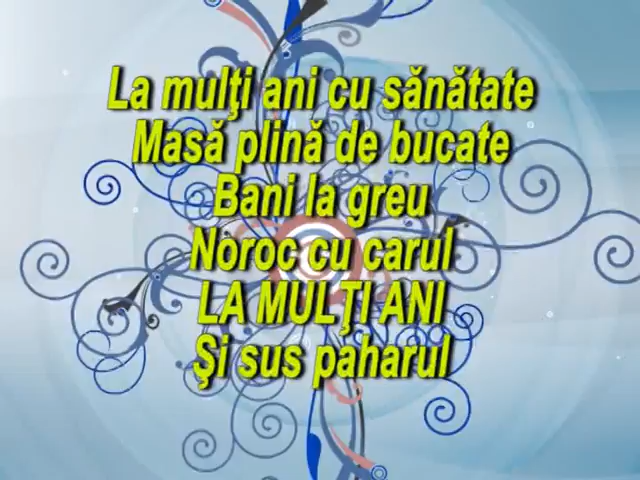 La mulţi ani cu sănătate
Masă plină de bucate
Bani la greu
Noroc cu carul
LA MULŢI ANI
Şi sus paharul